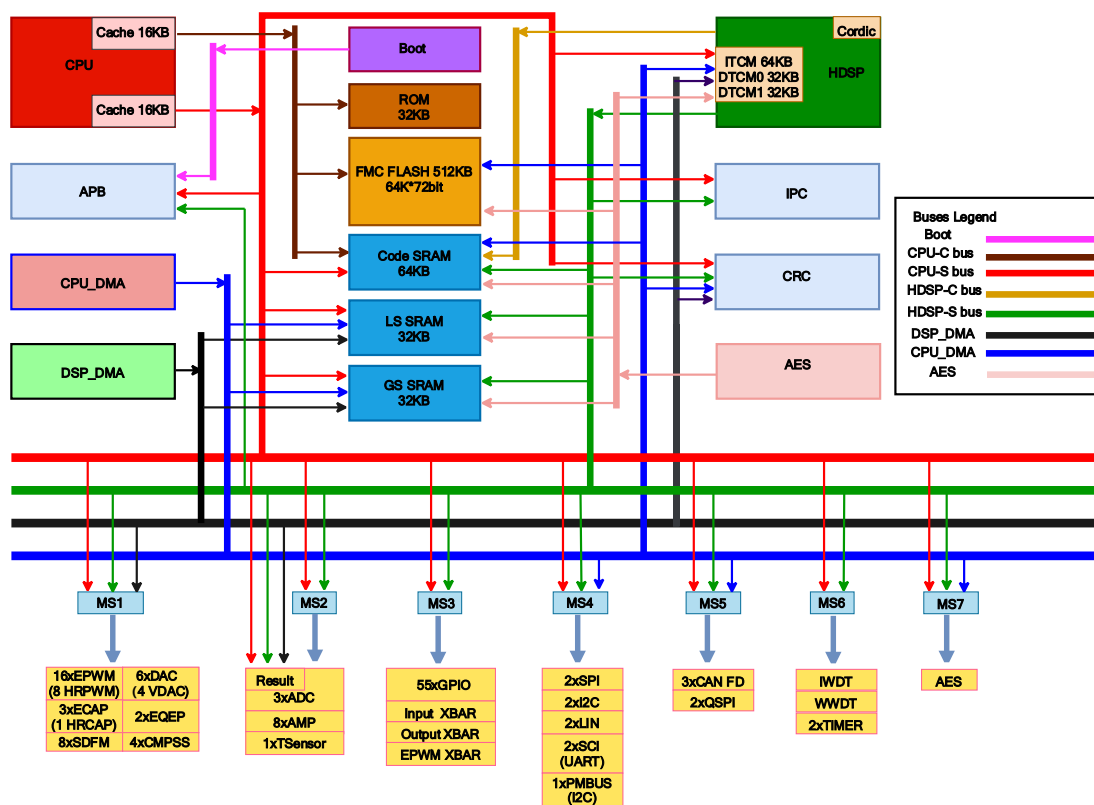 Cache 16KB
CPU
Cache 16KB
Boot
ROM
32KB
FMC FLASH 512KB
64K*72bit
Code SRAM
64KB
LS SRAM
32KB
GS SRAM
32KB
Cordic
ITCM 64KB
DTCM0 32KB
DTCM1 32KB
HDSP
APB
CPU_DMA
DSP_DMA
IPC
CRC
AES
Buses Legend
Boot
CPU-C bus
CPU-S bus
HDSP-C bus
HDSP-S bus
DSP_DMA
CPU_DMA
AES
MS1
MS2
MS3
MS4
MS5
MS6
MS7
16xEPWM
(8 HRPWM)
6xDAC
(4 VDAC)
3xECAP
(1 HRCAP)
2xEQEP
8xSDFM
4xCMPSS
Result
3xADC
8xAMP
1xTSensor
55xGPIO
Input XBAR
Output XBAR
EPWM XBAR
2xSPI
2xI2C
2xLIN
2xSCI
(UART)
1xPMBUS
(I2C)
3xCAN FD
2xQSPI
IWDT
WWDT
2xTIMER
AES